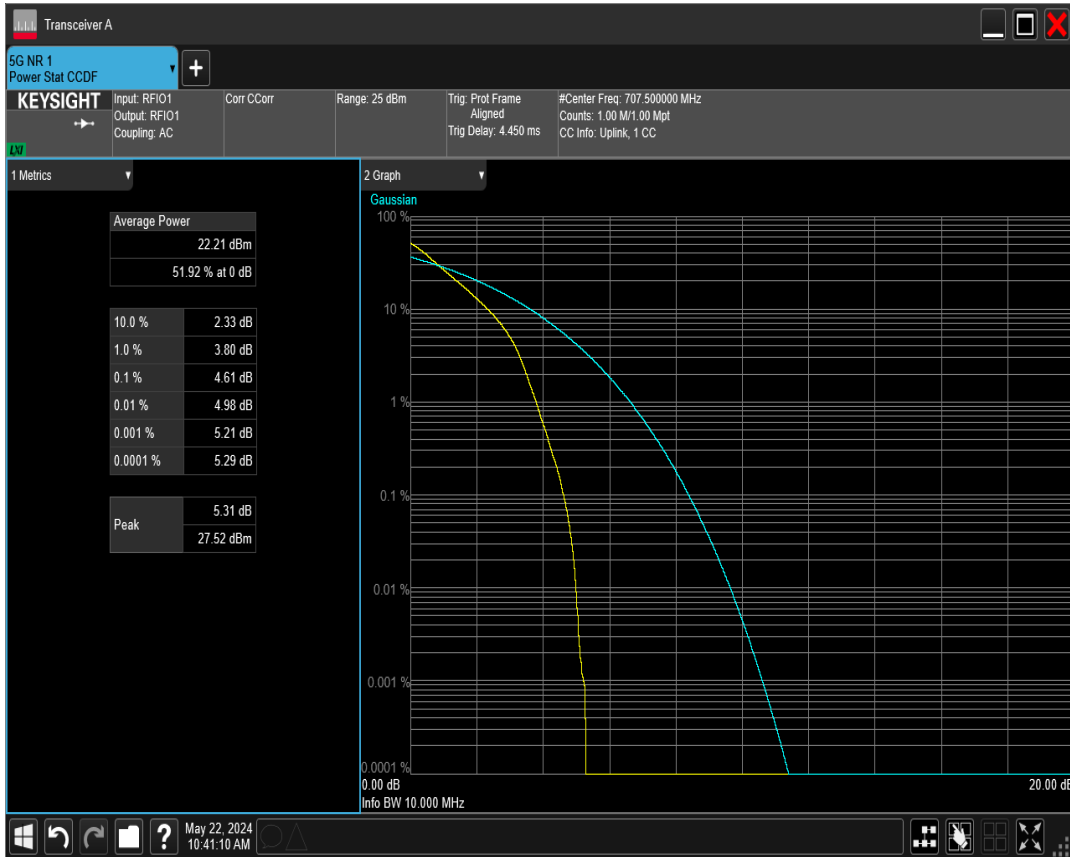 Transceiver A
5G NR 1
Power Stat CCDF
+
KEYSIGHT
LXI
Input: RFIO1
Output: RFIO1
Coupling: AC
Corr CCorr
Range: 25 dBm
Trig: Prot Frame
Aligned
Trig Delay: 4.450 ms
#Center Freq: 707.500000 MHz
Counts: 1.00 M/1.00 Mpt
CC Info: Uplink, 1 CC
1 Metrics
Average Power
22.21 dBm
51.92 % at 0 dB
10.0 % 2.33 dB
1.0 % 3.80 dB
0.1 % 4.61 dB
0.01 % 4.98 dB
0.001 % 5.21 dB
0.0001 % 5.29 dB
Peak
5.31 dB
27.52 dBm
2 Graph
Gaussian
100 %
10 %
1 %
0.1 %
0.01 %
0.001 %
0.0001 %
0.00 dB 20.00 dB
Info BW 10.000 MHz
?
May 22, 2024
10:41:10 AM